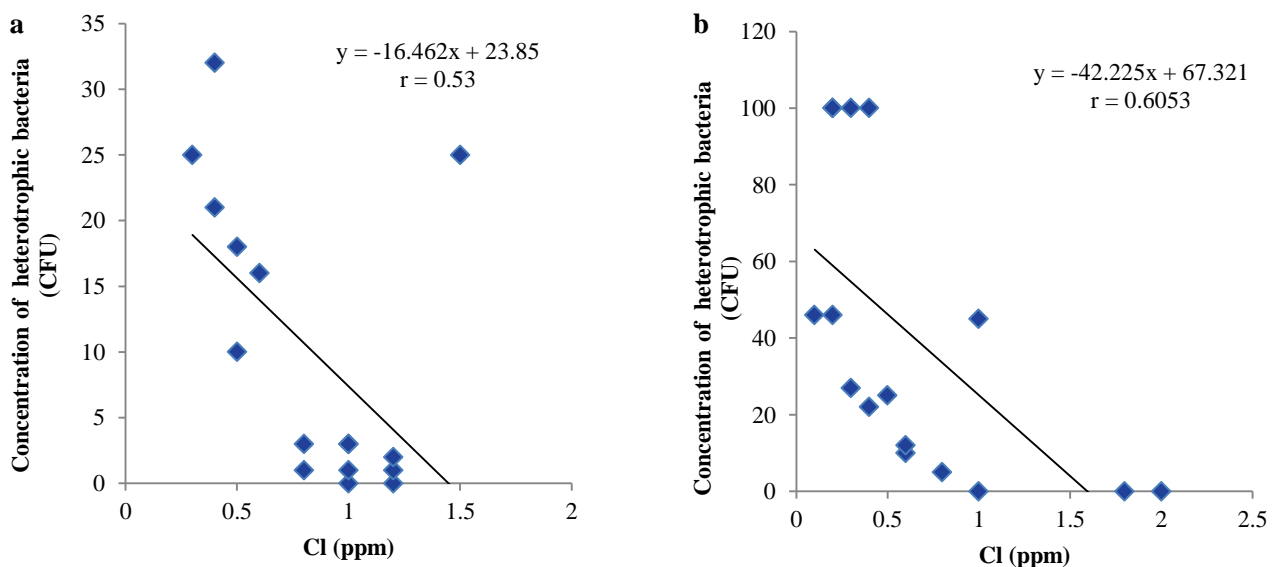 a
y = -16.462x + 23.85
r = 0.53
Concentration of heterotrophic bacteria
(CFU)
35
30
25
20
15
10
5
0
0 0.5 1 1.5 2
Cl (ppm)
b
y = -42.225x + 67.321
r = 0.6053
Concentration of heterotrophic bacteria
(CFU)
120
100
80
60
40
20
0
0 0.5 1 1.5 2 2.5
Cl (ppm)